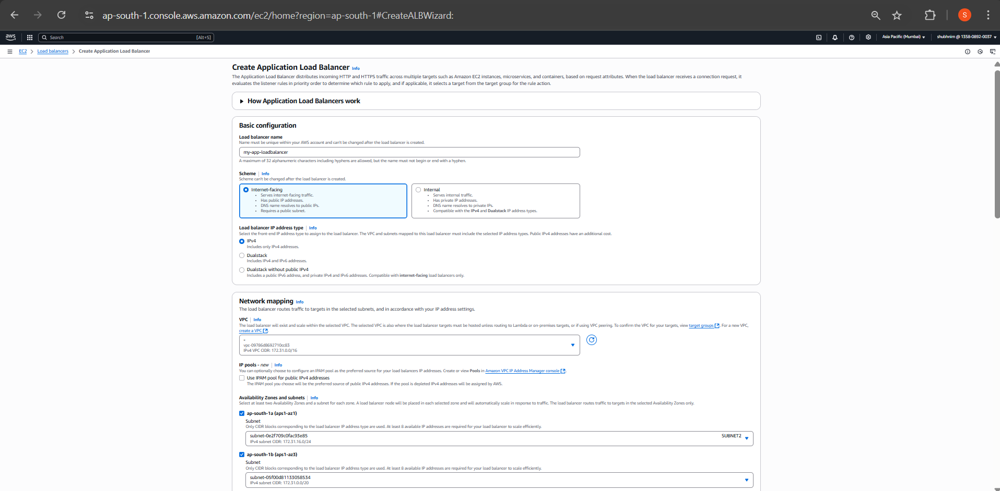 ap-south-1.console.aws.amazon.com/ec2/home?region=ap-south-1#CreateALBWizard:
S
aws
Search
[Alt+S]
Asia Pacific (Mumbai)
shubhnim @ 1358-0892-0037
EC2 > Load balancers > Create Application Load Balancer
Create Application Load Balancer Info
The Application Load Balancer distributes incoming HTTP and HTTPS traffic across multiple targets such as Amazon EC2 instances, microservices, and containers, based on request attributes. When the load balancer receives a connection request, it
evaluates the listener rules in priority order to determine which rule to apply, and if applicable, it selects a target from the target group for the rule action.
How Application Load Balancers work
Basic configuration
Load balancer name
Name must be unique within your AWS account and can't be changed after the load balancer is created.
my-app-loadbalancer
A maximum of 32 alphanumeric characters including hyphens are allowed, but the name must not begin or end with a hyphen.
Scheme | Info
Scheme can't be changed after the load balancer is created.
Internet-facing
• Serves internet-facing traffic.
• Has public IP addresses.
• DNS name resolves to public IPs.
• Requires a public subnet.
Internal
• Serves internal traffic.
• Has private IP addresses.
• DNS name resolves to private IPs.
• Compatible with the IPv4 and Dualstack IP address types.
Load balancer IP address type | Info
Select the front-end IP address type to assign to the load balancer. The VPC and subnets mapped to this load balancer must include the selected IP address types. Public IPv4 addresses have an additional cost.
IPv4
Includes only IPv4 addresses.
Dualstack
Includes IPv4 and IPv6 addresses.
Dualstack without public IPv4
Includes a public IPv6 address, and private IPv4 and IPv6 addresses. Compatible with internet-facing load balancers only.
Network mapping Info
The load balancer routes traffic to targets in the selected subnets, and in accordance with your IP address settings.
VPC | Info
The load balancer will exist and scale within the selected VPC. The selected VPC is also where the load balancer targets must be hosted unless routing to Lambda or on-premises targets, or if using VPC peering. To confirm the VPC for your targets, view target groups. For a new VPC,
create a VPC.
-
vpc-09786d8692710cc83
IPv4 VPC CIDR: 172.31.0.0/16
IP pools - new | Info
You can optionally choose to configure an IPAM pool as the preferred source for your load balancers IP addresses. Create or view Pools in Amazon VPC IP Address Manager console.
Use IPAM pool for public IPv4 addresses
The IPAM pool you choose will be the preferred source of public IPv4 addresses. If the pool is depleted IPv4 addresses will be assigned by AWS.
Availability Zones and subnets | Info
Select at least two Availability Zones and a subnet for each zone. A load balancer node will be placed in each selected zone and will automatically scale in response to traffic. The load balancer routes traffic to targets in the selected Availability Zones only.
ap-south-1a (aps1-az1)
Subnet
Only CIDR blocks corresponding to the load balancer IP address type are used. At least 8 available IP addresses are required for your load balancer to scale efficiently.
subnet-0e2f709c0fac93e85 SUBNET2
IPv4 subnet CIDR: 172.31.16.0/24
ap-south-1b (aps1-az3)
Subnet
Only CIDR blocks corresponding to the load balancer IP address type are used. At least 8 available IP addresses are required for your load balancer to scale efficiently.
subnet-05f00d81133058534
IPv4 subnet CIDR: 172.31.0.0/20